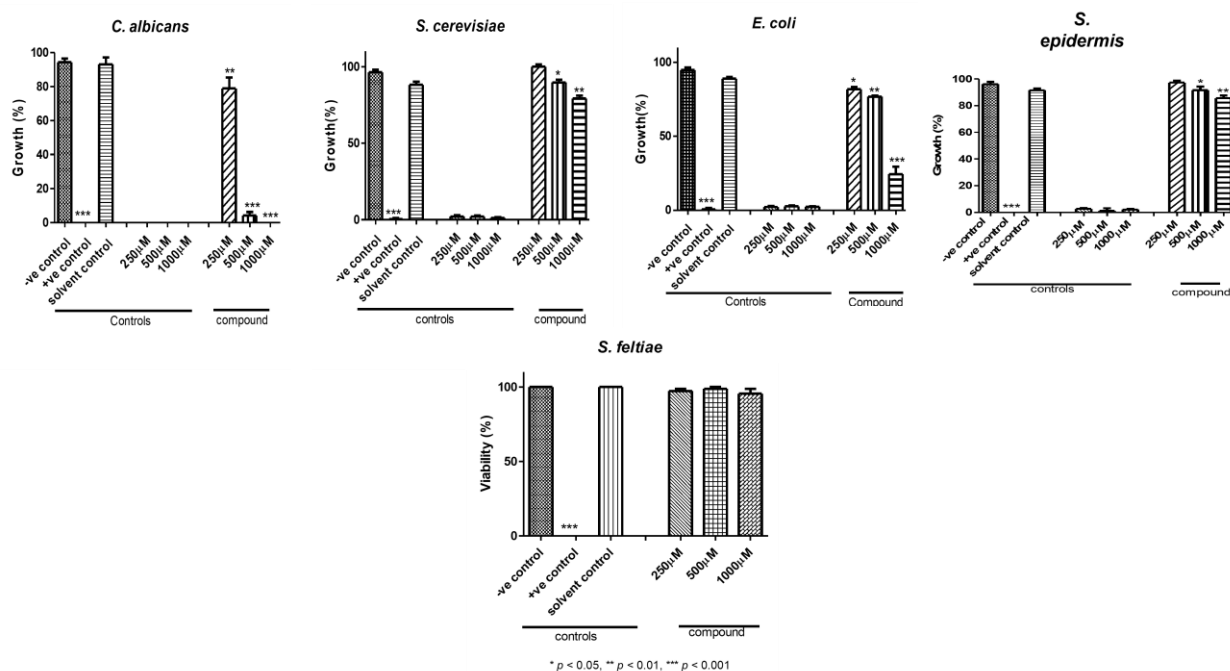 C. albicans
Growth (%)
100
80
60
40
20
0
***
**
***
***
-ve control
+ve control
solvent control
250μM
500μM
1000μM
250μM
500μM
1000μM
Controls
compound
S. cerevisiae
Growth(%)
100
50
0
***
*
**
-ve control
+ve control
solvent control
250μM
500μM
1000μM
250μM
500μM
1000μM
controls
compound
E. coli
Growth(%)
100
50
0
***
*
**
***
-ve control
+ve control
solvent control
250μM
500μM
1000μM
250μM
500μM
1000μM
Controls
Compound
S.
epidermis
Growth (%)
100
80
60
40
20
0
***
*
**
-ve control
+ve control
solvent control
250μM
500μM
1000μM
250μM
500μM
1000μM
controls
compound
S. feltiae
Viability (%)
100
50
0
***
-ve control
+ve control
solvent control
250μM
500μM
1000μM
controls
compound
* p < 0.05, ** p < 0.01, *** p < 0.001